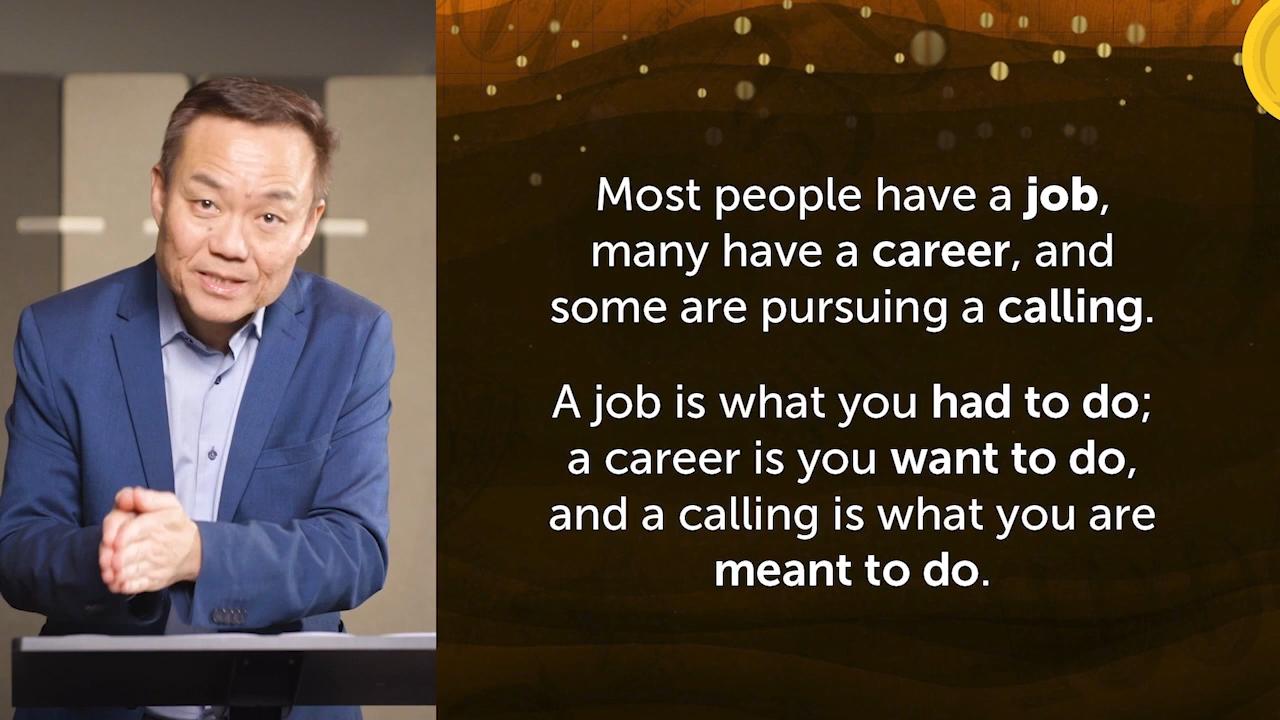 Most people have a job,
many have a career, and
some are pursuing a calling.
A job is what you had to do;
a career is you want to do,
and a calling is what you are
meant to do.